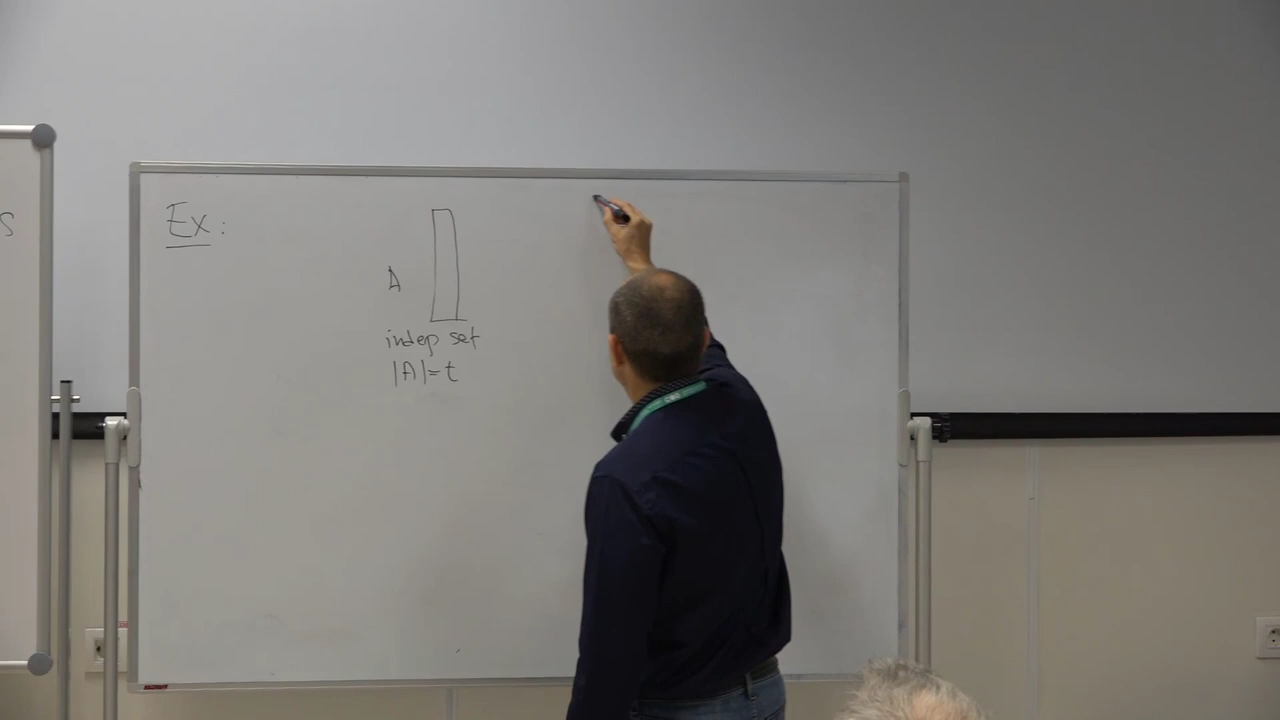 S
Ex:
A
indep set
|A|=t